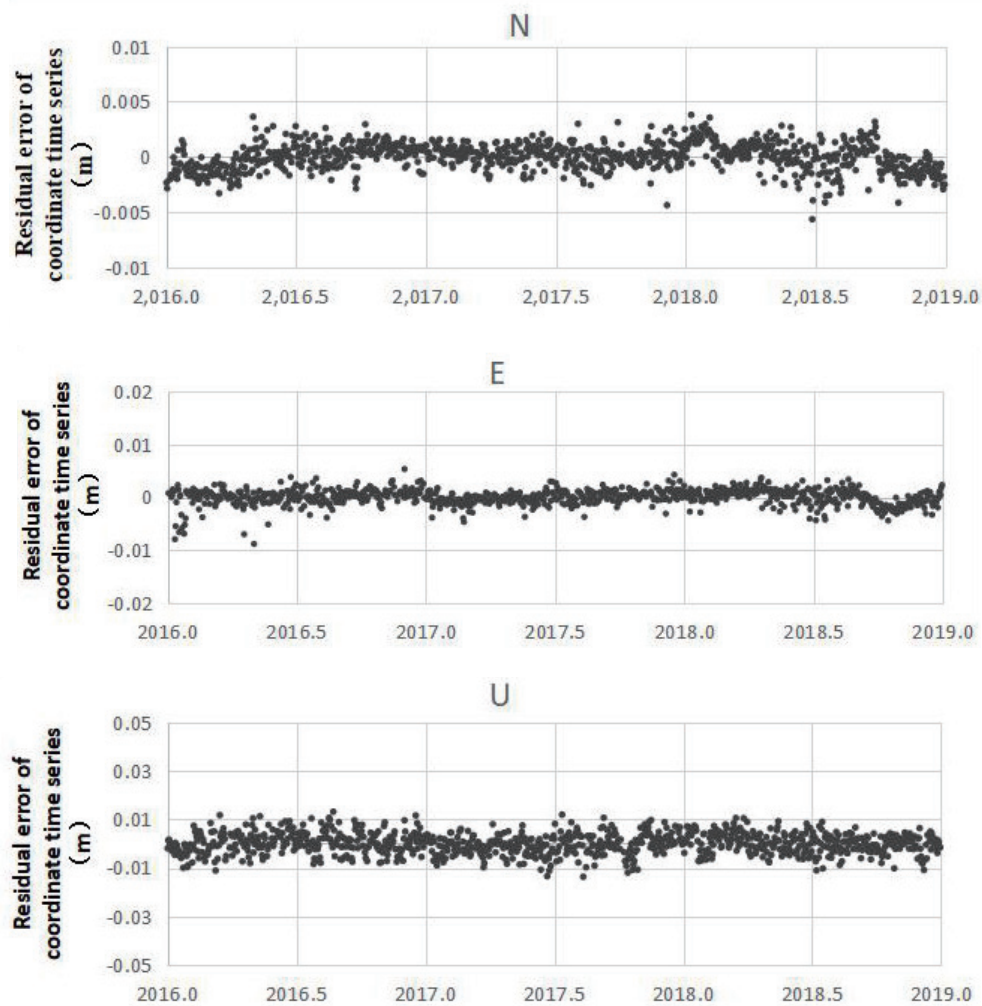 N
Residual error of
coordinate time series
(m)
0.01
0.005
0
-0.005
-0.01
2,016.0 2,016.5 2,017.0 2,017.5 2,018.0 2,018.5 2,019.0
E
Residual error of
coordinate time series
(m)
0.02
0.01
0
-0.01
-0.02
2016.0 2016.5 2017.0 2017.5 2018.0 2018.5 2019.0
U
Residual error of
coordinate time series
(m)
0.05
0.03
0.01
-0.01
-0.03
-0.05
2016.0 2016.5 2017.0 2017.5 2018.0 2018.5 2019.0